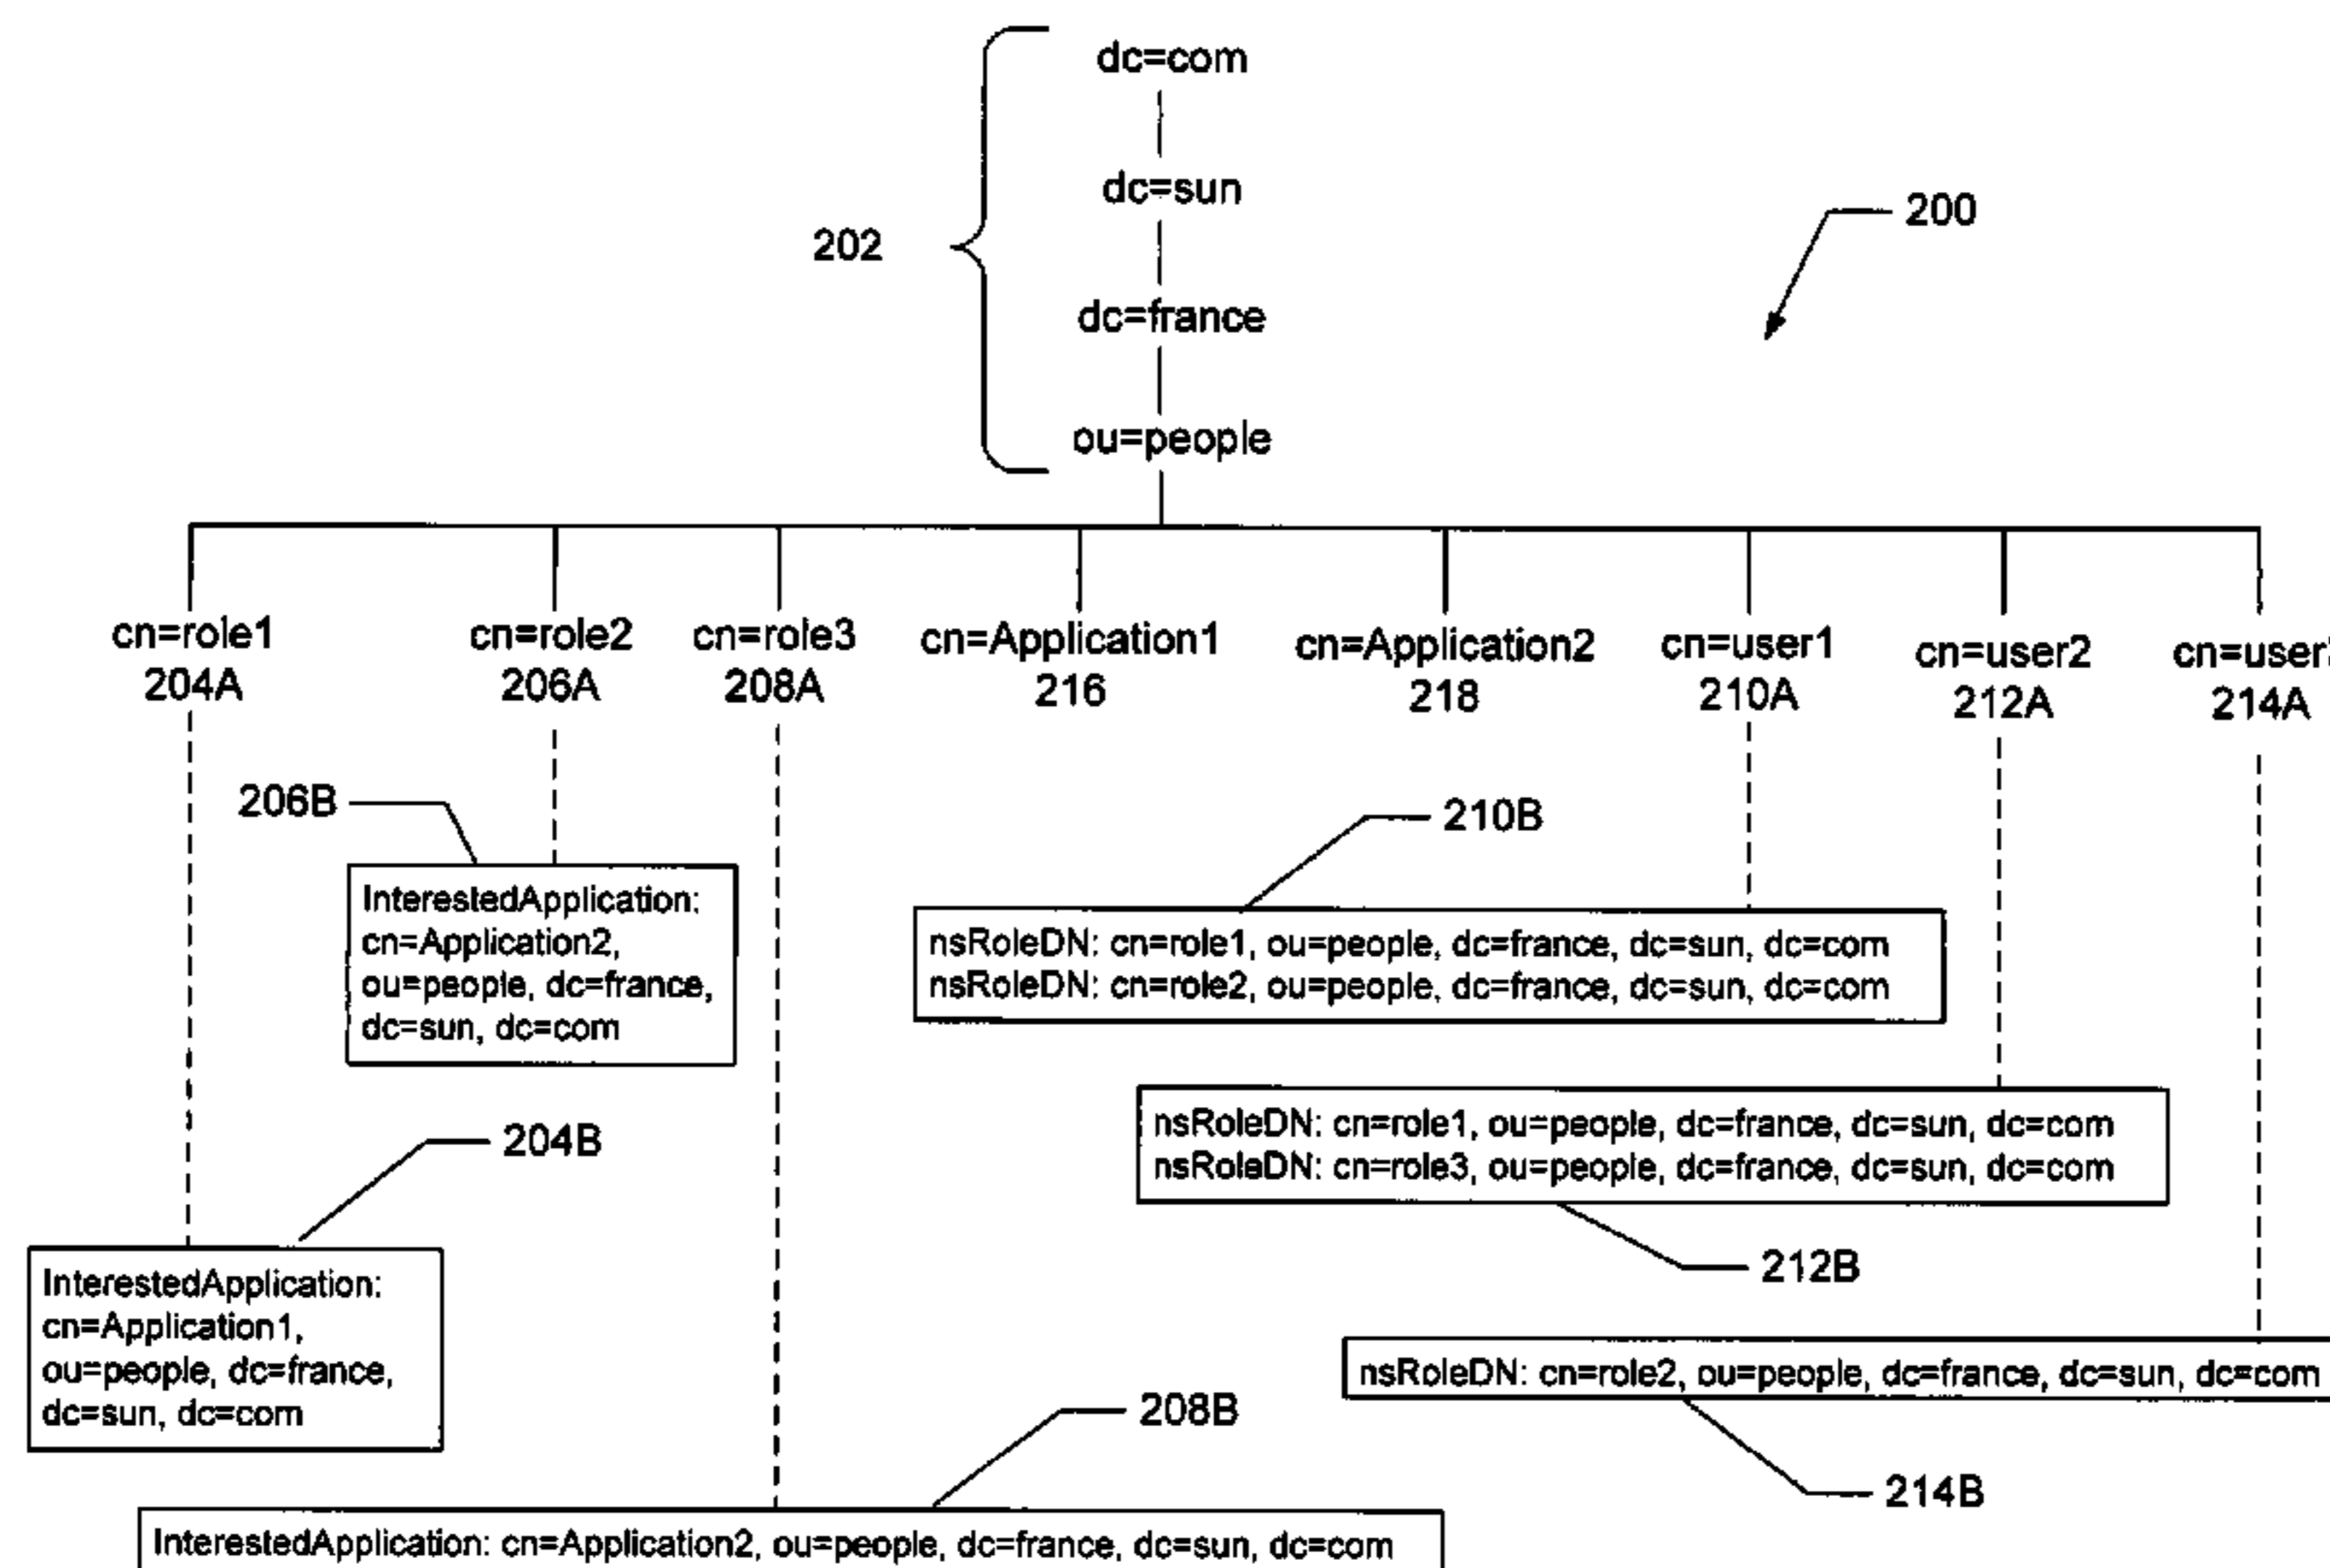 dc=com
dc=sun
200
202
dc=france
ou=people
cn=role1
204A
cn=role2
206A
cn=role3
208A
cn=Application1
216
cn=Application2
218
cn=user1
210A
cn=user2
212A
214A
206B
210B
InterestedApplication:
cn=Application2,
ou=people, dc=france,
dc=sun, dc=com
nsRoleDN: cn=role1, ou=people, dc=france, dc=sun, dc=com
nsRoleDN: cn=role2, ou=people, dc=france, dc=sun, dc=com
204B
nsRoleDN: cn=role1, ou=people, dc=france, dc=sun, dc=com
nsRoleDN: cn=role3, ou=people, dc=france, dc=sun, dc=com
212B
InterestedApplication:
cn=Application1,
ou=people, dc=france,
dc=sun, dc=com
nsRoleDN: cn=role2, ou=people, dc=france, dc=sun, dc=com
208B
214B
InterestedApplication: cn=Application2, ou=people, dc=france, dc=sun, dc=com